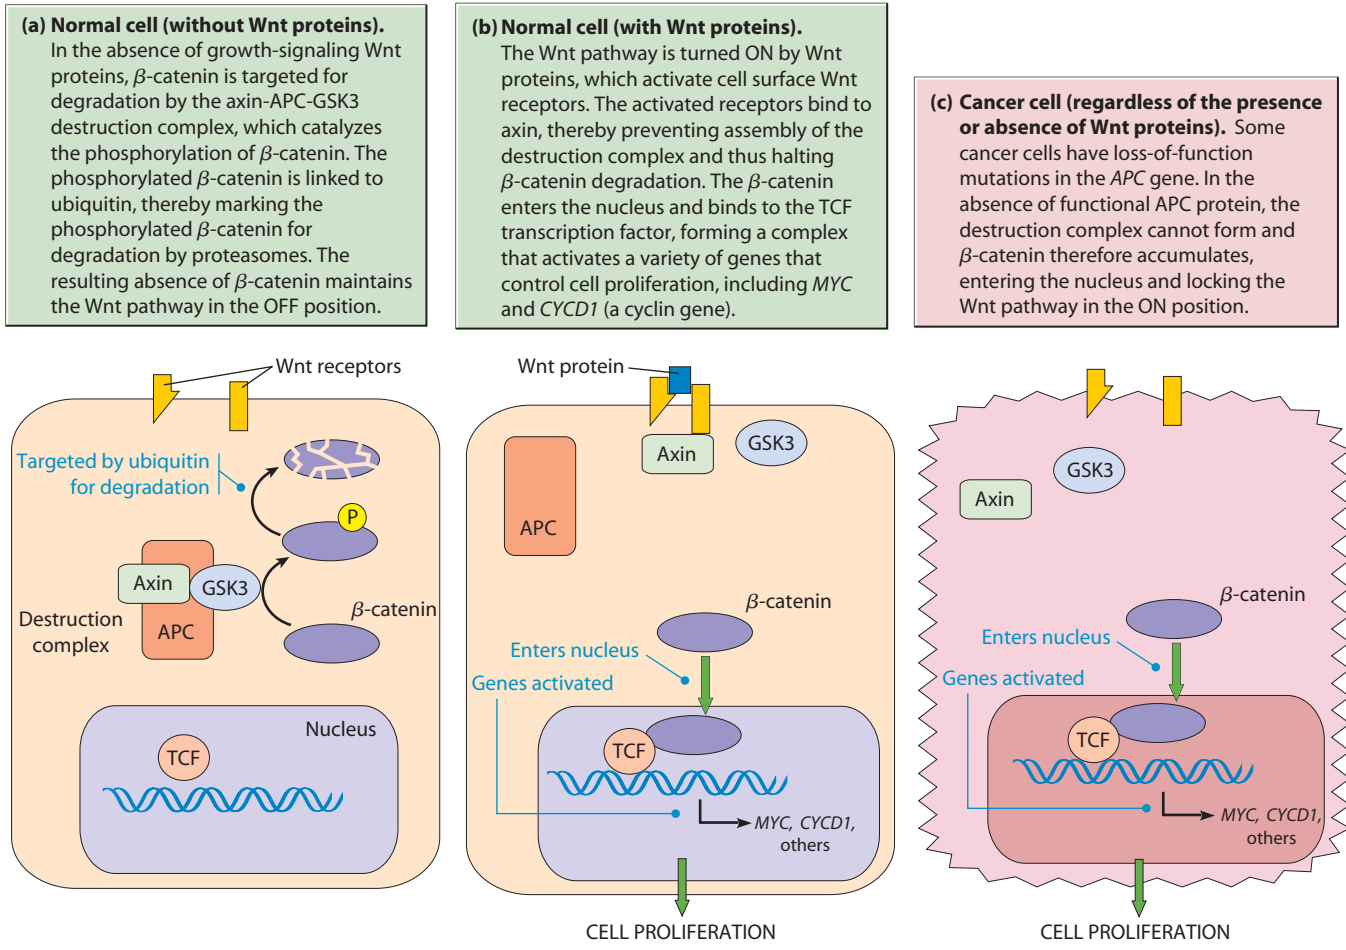 (a) Normal cell (without Wnt proteins).
In the absence of growth-signaling Wnt
proteins, β-catenin is targeted for
degradation by the axin-APC-GSK3
destruction complex, which catalyzes
the phosphorylation of β-catenin. The
phosphorylated β-catenin is linked to
ubiquitin, thereby marking the
phosphorylated β-catenin for
degradation by proteasomes. The
resulting absence of β-catenin maintains
the Wnt pathway in the OFF position.
(b) Normal cell (with Wnt proteins).
The Wnt pathway is turned ON by Wnt
proteins, which activate cell surface Wnt
receptors. The activated receptors bind to
axin, thereby preventing assembly of the
destruction complex and thus halting
β-catenin degradation. The β-catenin
enters the nucleus and binds to the TCF
transcription factor, forming a complex
that activates a variety of genes that
control cell proliferation, including MYC
and CYCD1 (a cyclin gene).
(c) Cancer cell (regardless of the presence
or absence of Wnt proteins). Some
cancer cells have loss-of-function
mutations in the APC gene. In the
absence of functional APC protein, the
destruction complex cannot form and
β-catenin therefore accumulates,
entering the nucleus and locking the
Wnt pathway in the ON position.
Wnt receptors
Targeted by ubiquitin
for degradation
P
Axin
GSK3
APC
Destruction
complex
β-catenin
Nucleus
TCF
Wnt protein
Axin
GSK3
APC
β-catenin
Enters nucleus
Genes activated
TCF
MYC, CYCD1,
others
CELL PROLIFERATION
GSK3
Axin
β-catenin
Enters nucleus
Genes activated
TCF
MYC, CYCD1,
others
CELL PROLIFERATION